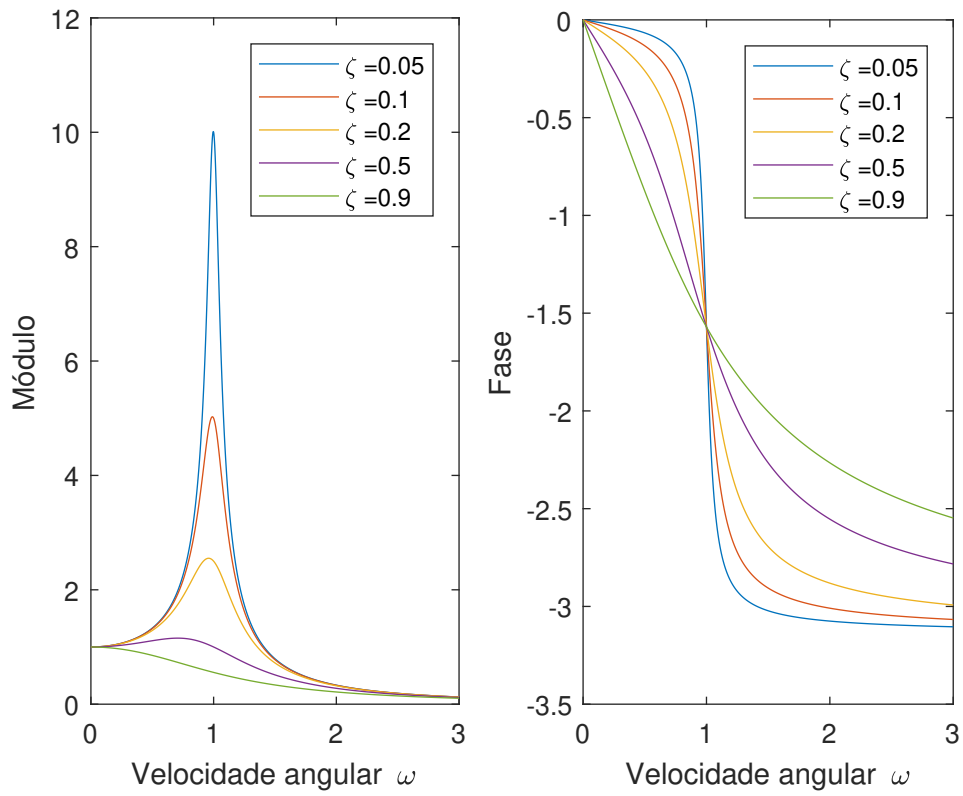 12
10
8
6
4
2
0
Módulo
ζ =0.05
ζ =0.1
ζ =0.2
ζ =0.5
ζ =0.9
0 1 2 3
Velocidade angular ω
0
-0.5
-1
-1.5
-2
-2.5
-3
-3.5
Fase
ζ =0.05
ζ =0.1
ζ =0.2
ζ =0.5
ζ =0.9
0 1 2 3
Velocidade angular ω